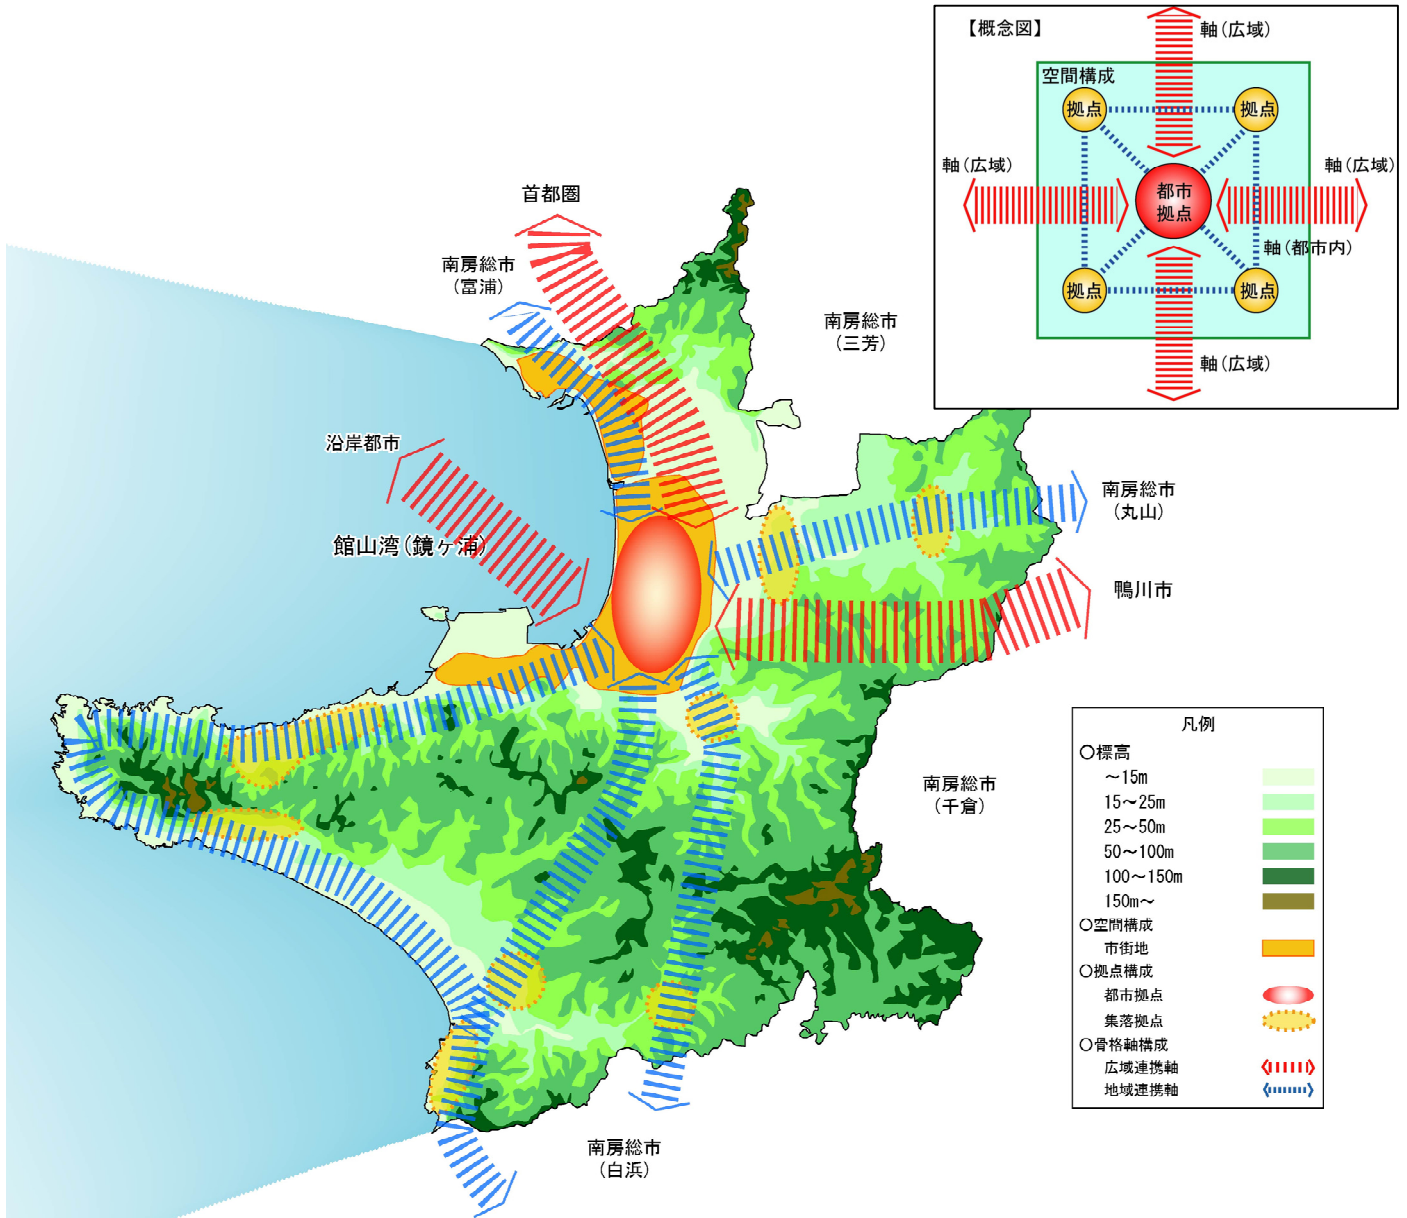 【概念図】
軸(広域)
空間構成
拠点
拠点
軸(広域)
軸(広域)
都市
拠点
軸(都市内)
拠点
拠点
軸(広域)
首都圏
南房総市
(富浦)
南房総市
(三芳)
沿岸都市
館山湾(鏡ヶ浦)
南房総市
(丸山)
鴨川市
南房総市
(千倉)
南房総市
(白浜)
凡例
○標高
～15m
15～25m
25～50m
50～100m
100～150m
150m～
○空間構成
市街地
○拠点構成
都市拠点
集落拠点
○骨格軸構成
広域連携軸
地域連携軸